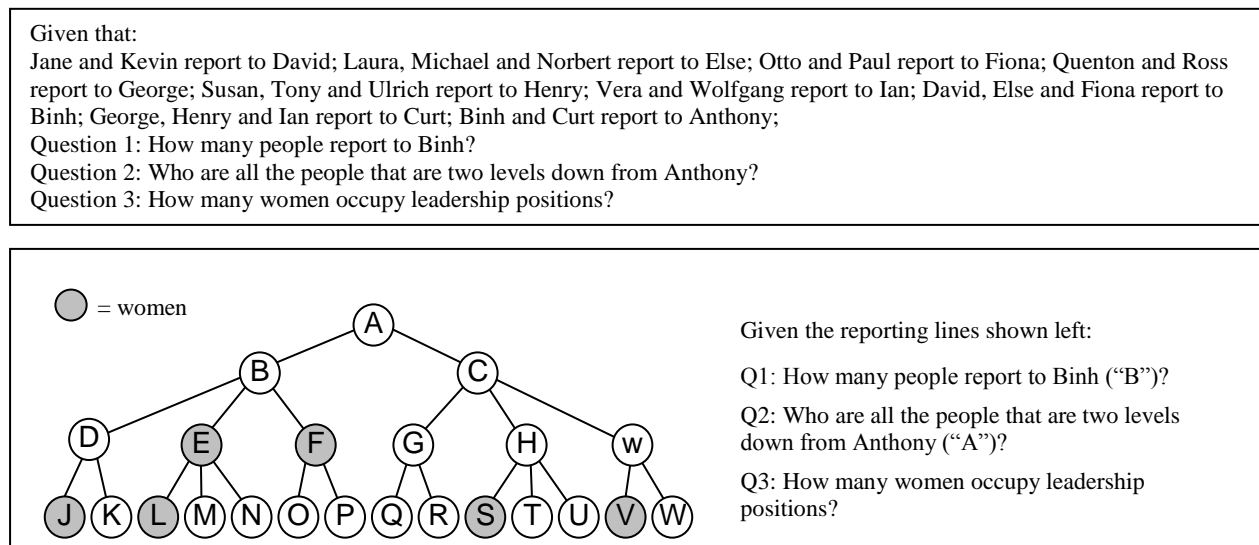 Given that:
Jane and Kevin report to David; Laura, Michael and Norbert report to Else; Otto and Paul report to Fiona; Quenton and Ross
report to George; Susan, Tony and Ulrich report to Henry; Vera and Wolfgang report to Ian; David, Else and Fiona report to
Binh; George, Henry and Ian report to Curt; Binh and Curt report to Anthony;
Question 1: How many people report to Binh?
Question 2: Who are all the people that are two levels down from Anthony?
Question 3: How many women occupy leadership positions?
= women
A
B C
D E F G H w
J K L M N O P Q R S T U V W
Given the reporting lines shown left:
Q1: How many people report to Binh (“B”)?
Q2: Who are all the people that are two levels
down from Anthony (“A”)?
Q3: How many women occupy leadership
positions?